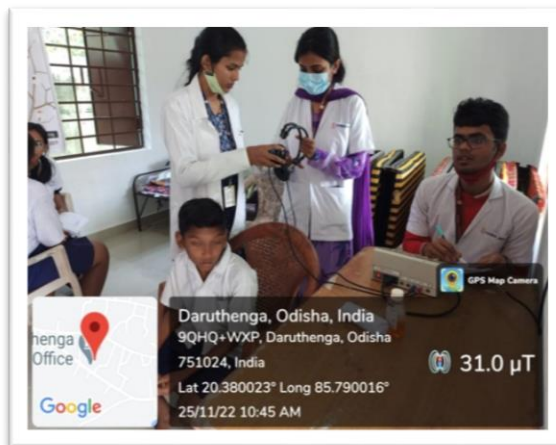 GPS Map Camera
Daruthenga, Odisha, India
9QHQ+WXP, Daruthenga, Odisha
751024, India
Lat 20.380023° Long 85.790016°
25/11/22 10:45 AM
31.0 µT
henga
Office
Google